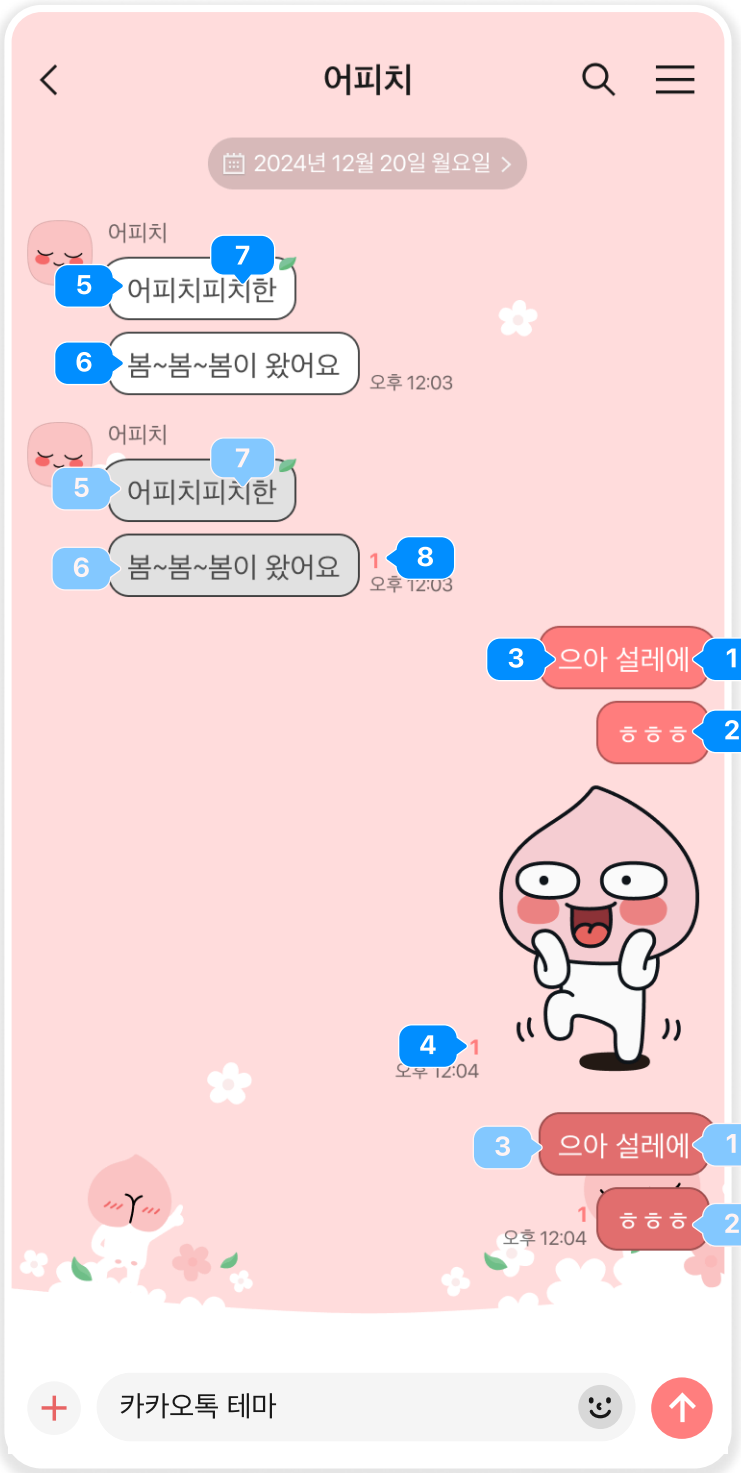 어피치
2024년 12월 20일 월요일
어피치
7
5 어피치피치한
6 봄~봄~봄이 왔어요
오후 12:03
어피치
7
5 어피치피치한
6 봄~봄~봄이 왔어요 1 8
오후 12:03
3 으아 설레에 1
ㅎㅎㅎ 2
4 1
오후 12:04
3 으아 설레에 1
1
오후 12:04 ㅎㅎㅎ 2
카카오톡 테마